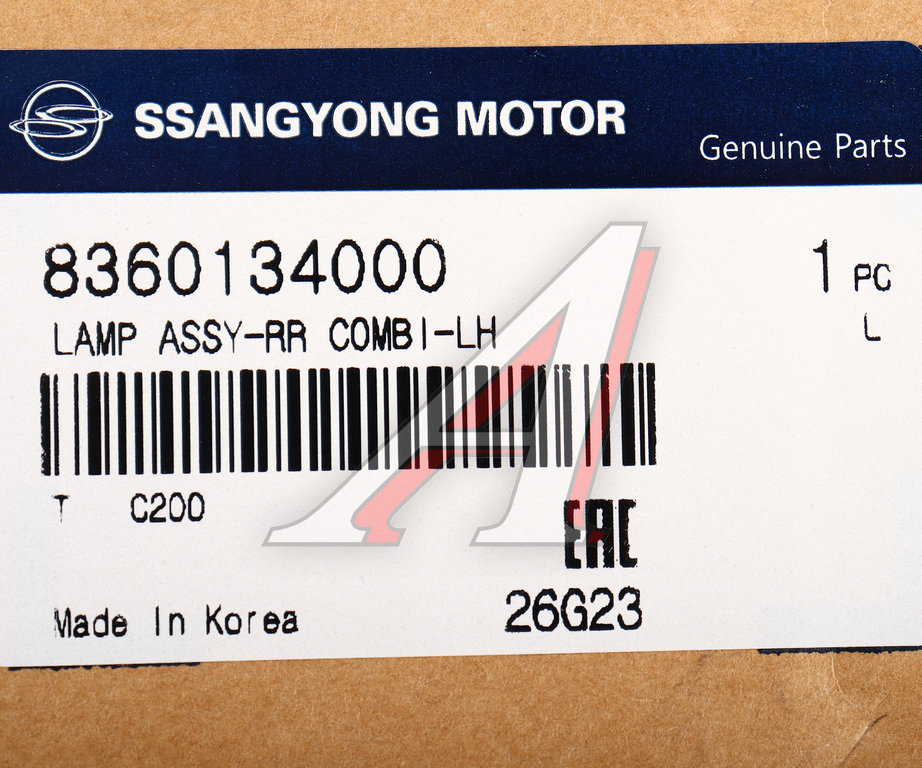 SSANGYONG MOTOR
Genuine Parts
8360134000 1 PC
LAMP ASSY-RR COMBI-LH L
T C200
EAC
Made In Korea 26G23